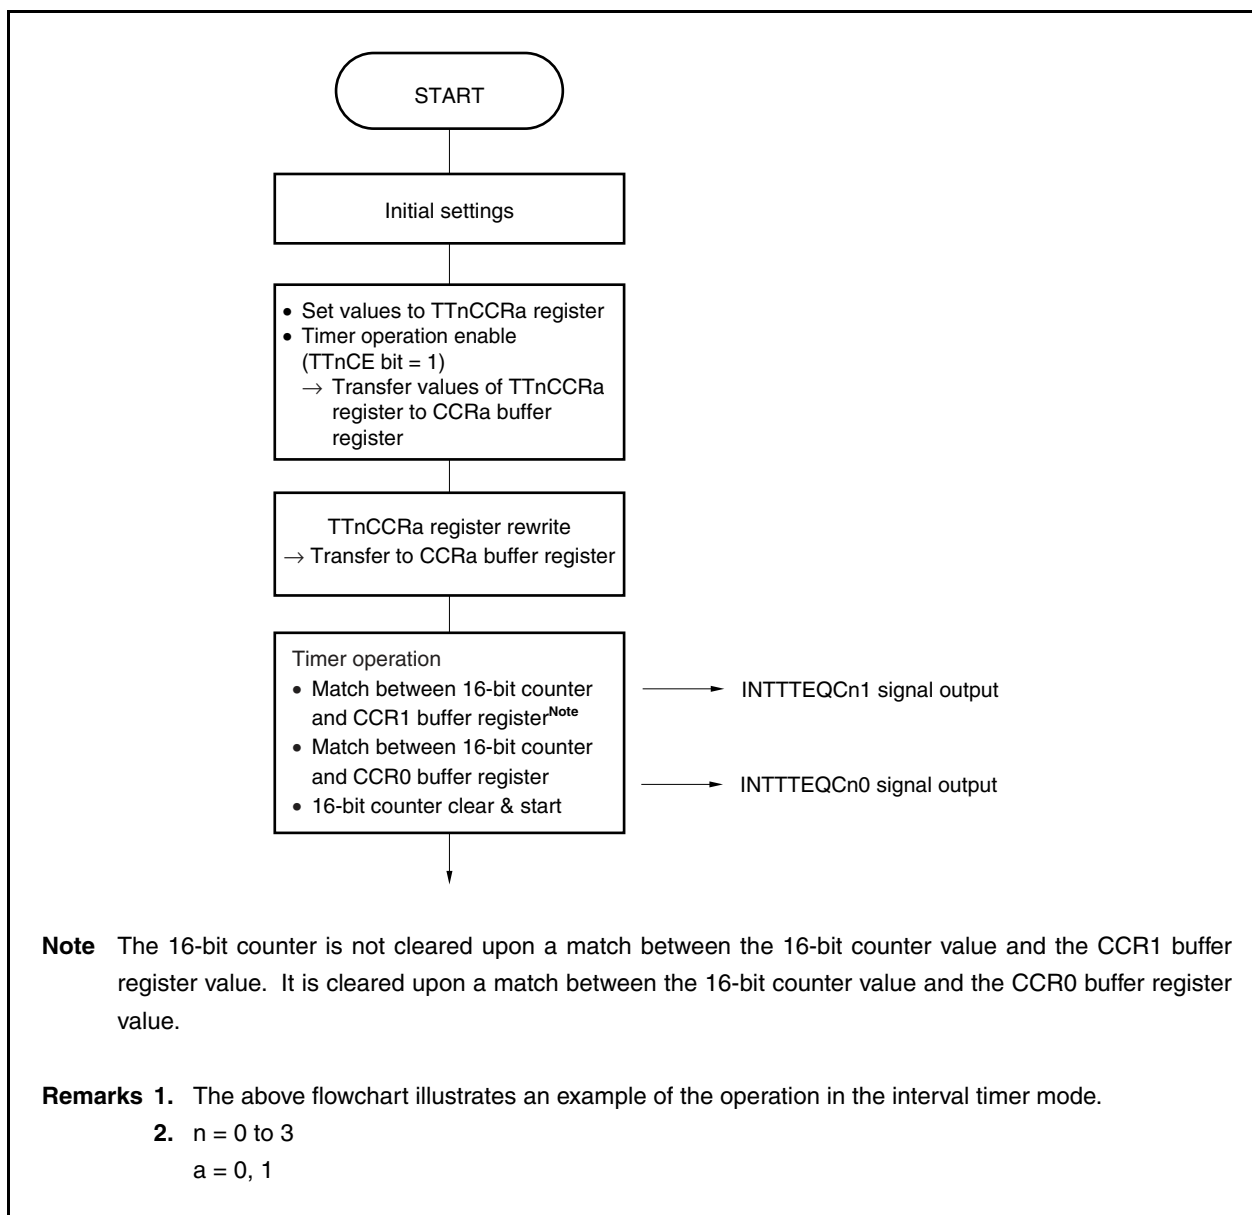 START
Initial settings
• Set values to TTnCCRa register
• Timer operation enable
(TTnCE bit = 1)
→ Transfer values of TTnCCRa
register to CCRa buffer
register
TTnCCRa register rewrite
→ Transfer to CCRa buffer register
Timer operation
• Match between 16-bit counter
and CCR1 buffer registerNote
• Match between 16-bit counter
and CCR0 buffer register
• 16-bit counter clear & start
INTTTEQCn1 signal output
INTTTEQCn0 signal output
Note The 16-bit counter is not cleared upon a match between the 16-bit counter value and the CCR1 buffer
register value. It is cleared upon a match between the 16-bit counter value and the CCR0 buffer register
value.
Remarks 1. The above flowchart illustrates an example of the operation in the interval timer mode.
2. n = 0 to 3
a = 0, 1